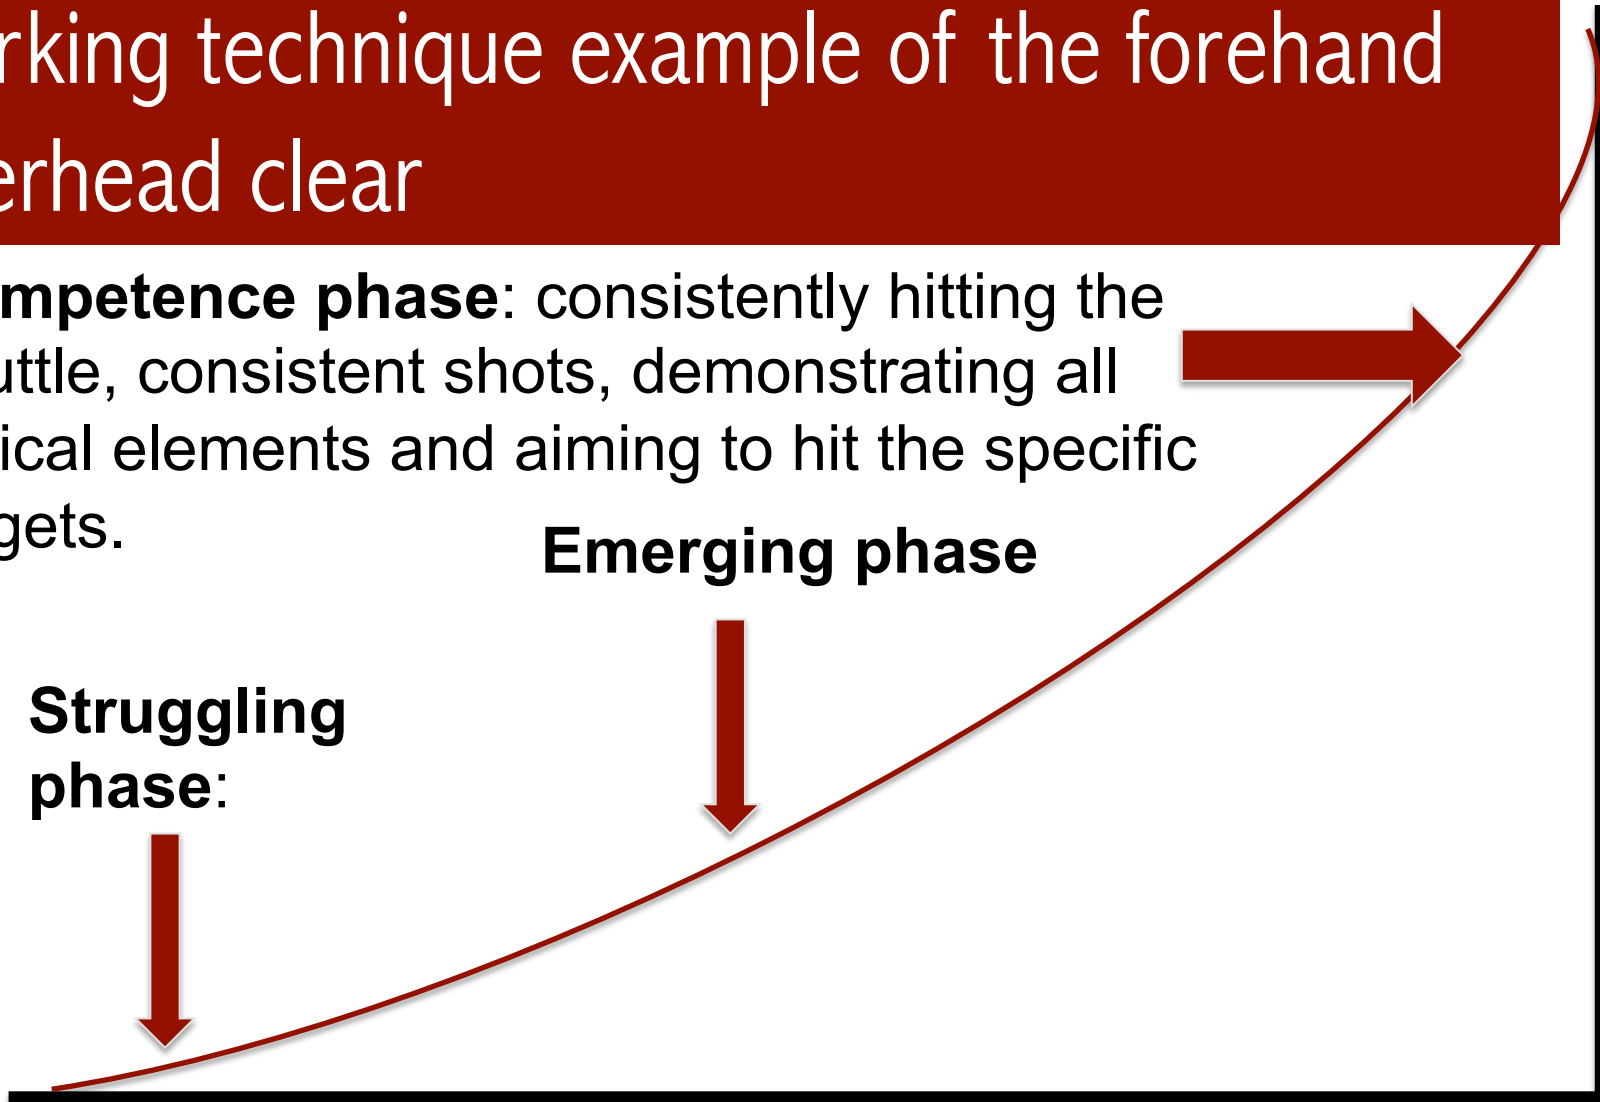 rking technique example of the forehand
erhead clear
mpetence phase: consistently hitting the
uttle, consistent shots, demonstrating all
ical elements and aiming to hit the specific
gets.
Emerging phase
Struggling
phase: